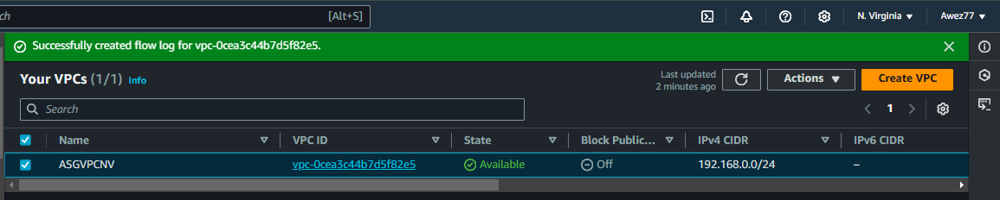 ch [Alt+S] N. Virginia Awez77
Successfully created flow log for vpc-0cea3c44b7d5f82e5.
Your VPCs (1/1) Info
Last updated
2 minutes ago
Actions
Create VPC
Search
1
Name VPC ID State Block Public... IPv4 CIDR IPv6 CIDR
ASGVPCNV vpc-0cea3c44b7d5f82e5 Available Off 192.168.0.0/24 –